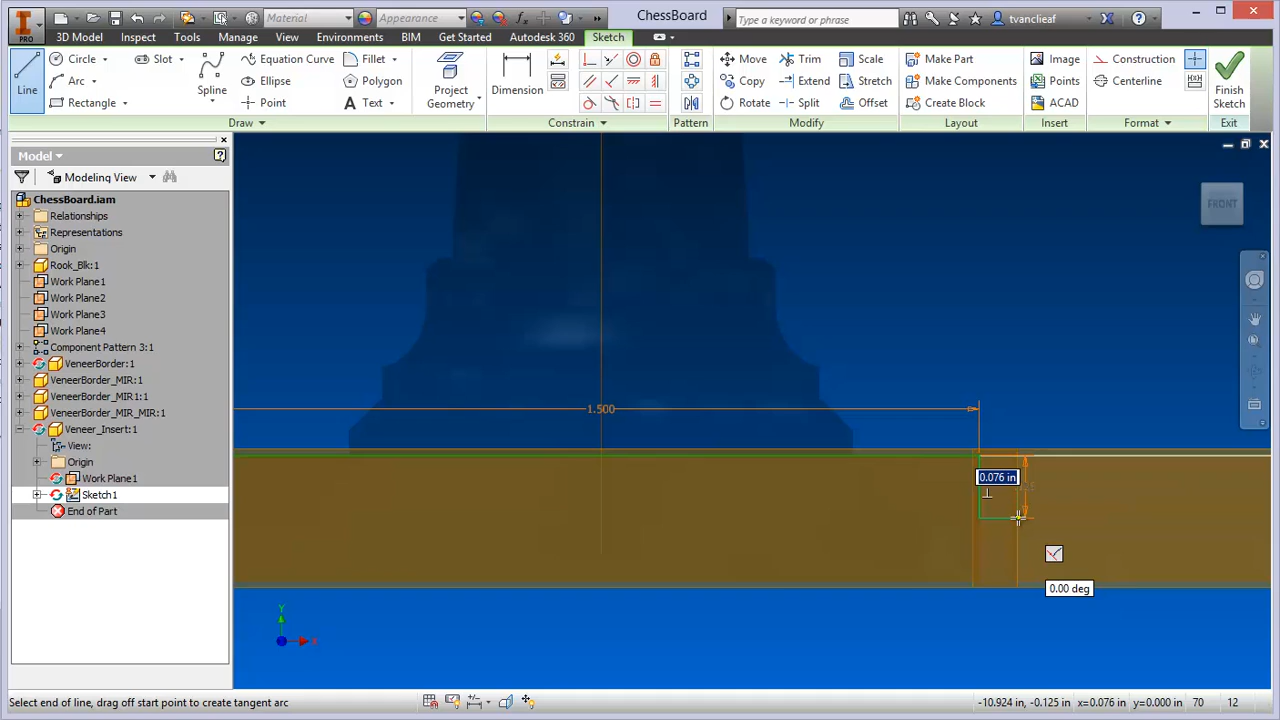 Material
Appearance
ChessBoard
Type a keyword or phrase
tvanclieaf
PRO
3D Model Inspect Tools Manage View Environments BIM Get Started Autodesk 360 Sketch
Line
Circle
Arc
Rectangle
Slot
Spline
Equation Curve
Ellipse
Point
Fillet
Polygon
Text
Project
Geometry
Dimension
Move
Copy
Rotate
Trim
Extend
Split
Scale
Stretch
Offset
Make Part
Make Components
Create Block
Image
Points
ACAD
Construction
Centerline
Finish
Sketch
Draw Constrain Pattern Modify Layout Insert Format Exit
Model
Modeling View
ChessBoard.iam
Relationships
Representations
Origin
Rook_Blk:1
Work Plane1
Work Plane2
Work Plane3
Work Plane4
Component Pattern 3:1
VeneerBorder:1
VeneerBorder_MIR:1
VeneerBorder_MIR1:1
VeneerBorder_MIR_MIR:1
Veneer_Insert:1
View:
Origin
Work Plane1
Sketch1
End of Part
FRONT
1.500
0.076 in
0.00 deg
Y
X
Select end of line, drag off start point to create tangent arc
-10.924 in, -0.125 in x=0.076 in y=0.000 in 70 12